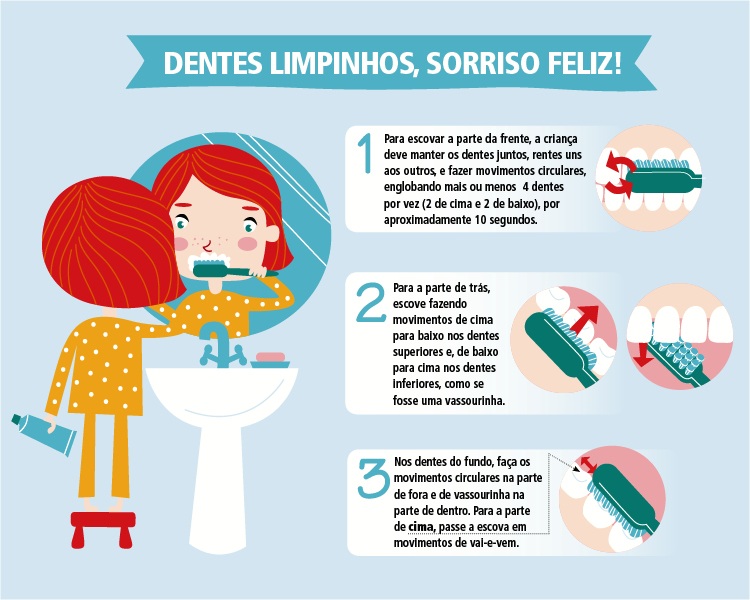 DENTES LIMPINHOS, SORRISO FELIZ!
1
Para escovar a parte da frente, a criança
deve manter os dentes juntos, rentes uns
aos outros, e fazer movimentos circulares,
englobando mais ou menos 4 dentes
por vez (2 de cima e 2 de baixo), por
aproximadamente 10 segundos.
2
Para a parte de trás,
escove fazendo
movimentos de cima
para baixo nos dentes
superiores e, de baixo
para cima nos dentes
inferiores, como se
fosse uma vassourinha.
3
Nos dentes do fundo, faça os
movimentos circulares na parte
de fora e de vassourinha na
parte de dentro. Para a parte
de cima, passe a escova em
movimentos de vai-e-vem.